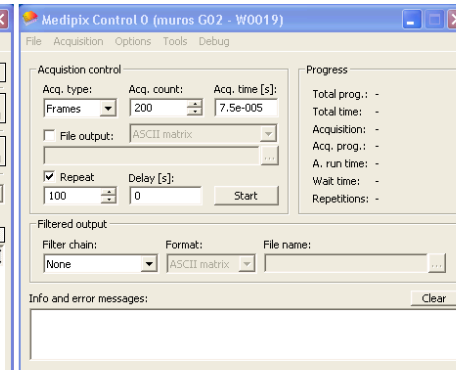 Medipix Control 0 (muros G02 - W0019)
File Acquisition Options Tools Debug
Acquistion control
Acq. type: Acq. count: Acq. time [s]:
Frames 200 7.5e-005
File output: ASCII matrix
...
Repeat Delay [s]:
100 0 Start
Progress
Total prog.: -
Total time: -
Acquisition: -
Acq. prog.: -
A. run time: -
Wait time: -
Repetitions: -
Filtered output
Filter chain: Format: File name:
None ASCII matrix ...
Info and error messages: Clear